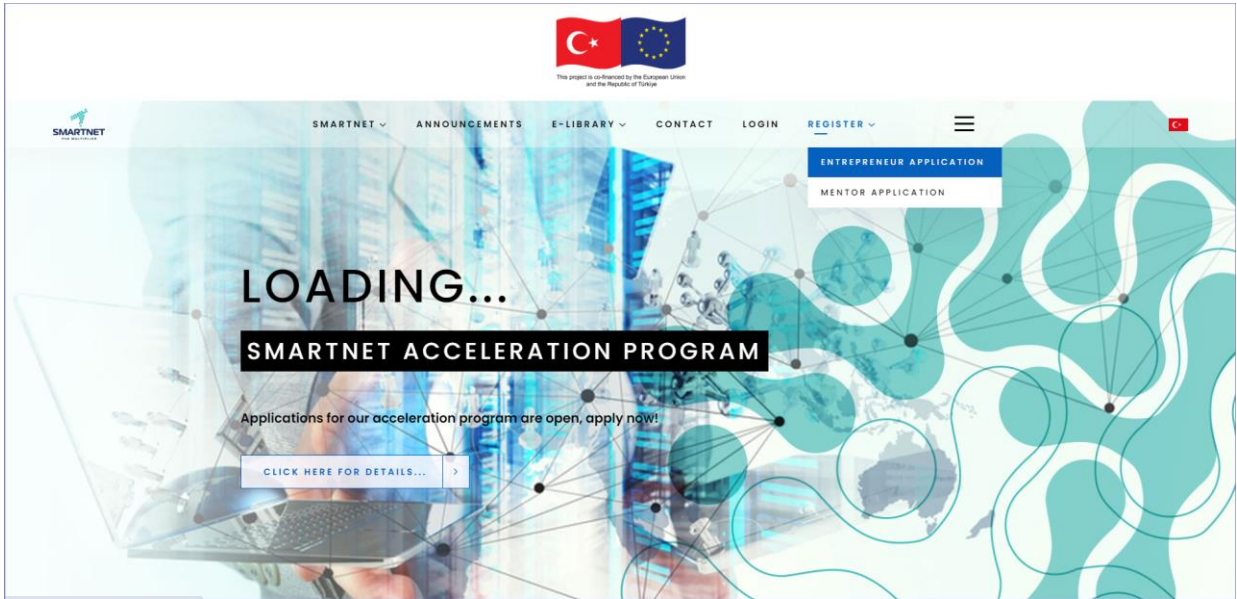 This project is co-financed by the European Union
and the Republic of Türkiye
SMARTNET
SMARTNET
ANNOUNCEMENTS
E-LIBRARY
CONTACT
LOGIN
REGISTER
ENTREPRENEUR APPLICATION
MENTOR APPLICATION
LOADING...
SMARTNET ACCELERATION PROGRAM
Applications for our acceleration program are open, apply now!
CLICK HERE FOR DETAILS...